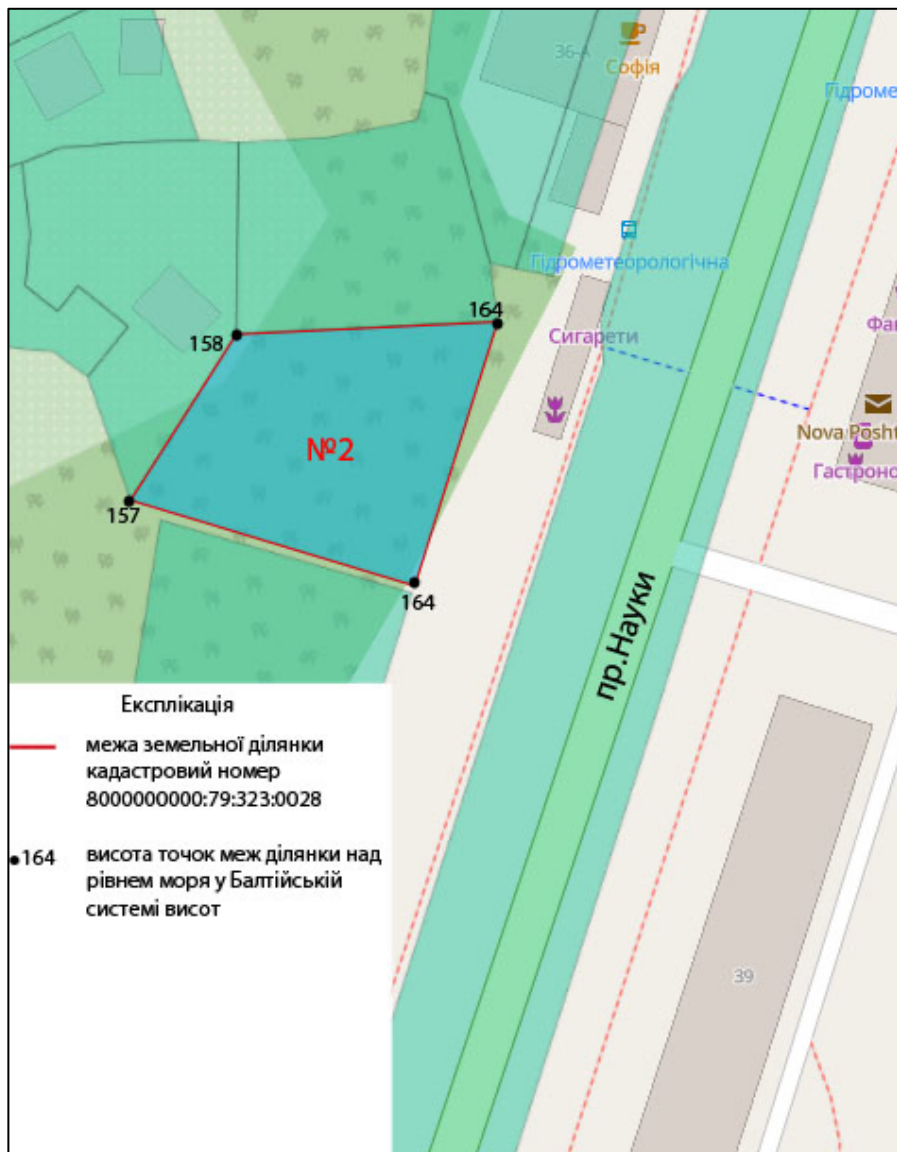 36-А
Софія
Гідроме
Гідрометеорологічна
164
158
Сигарети
Фа
№2
Nova Posht
Гастроно
157
164
пр.Науки
Експлікація
межа земельної ділянки
кадастровий номер
8000000000:79:323:0028
164 висота точок меж ділянки над
рівнем моря у Балтійській
системі висот
39